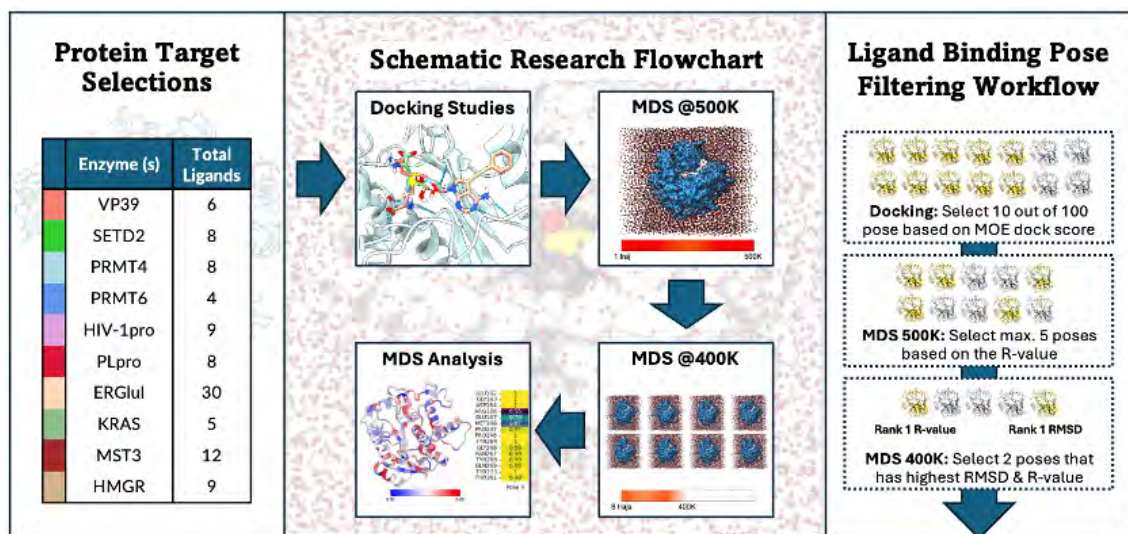 Protein Target
Selections
Enzyme (s) Total
Ligands
VP39 6
SETD2 8
PRMT4 8
PRMT6 4
HIV-1pro 9
PLpro 8
ERGluI 30
KRAS 5
MST3 12
HMGR 9
Schematic Research Flowchart
Docking Studies
MDS @500K
1 Inaj 500K
MDS Analysis
MDS @400K
400K
Ligand Binding Pose
Filtering Workflow
Docking: Select 10 out of 100
pose based on MOE dock score
MDS 500K: Select max. 5 poses
based on the R-value
Rank 1 R-value Rank 1 RMSD
MDS 400K: Select 2 poses that
has highest RMSD & R-value